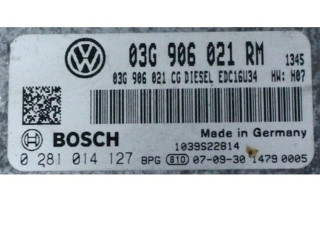 03G 906 021 RM 1345
03G 906 021 CG DIESEL EDC16U34 HW: H07
BOSCH Made in Germany
1039S22814
0 281 014 127 BPG 81D 07-09-30 1479 0005